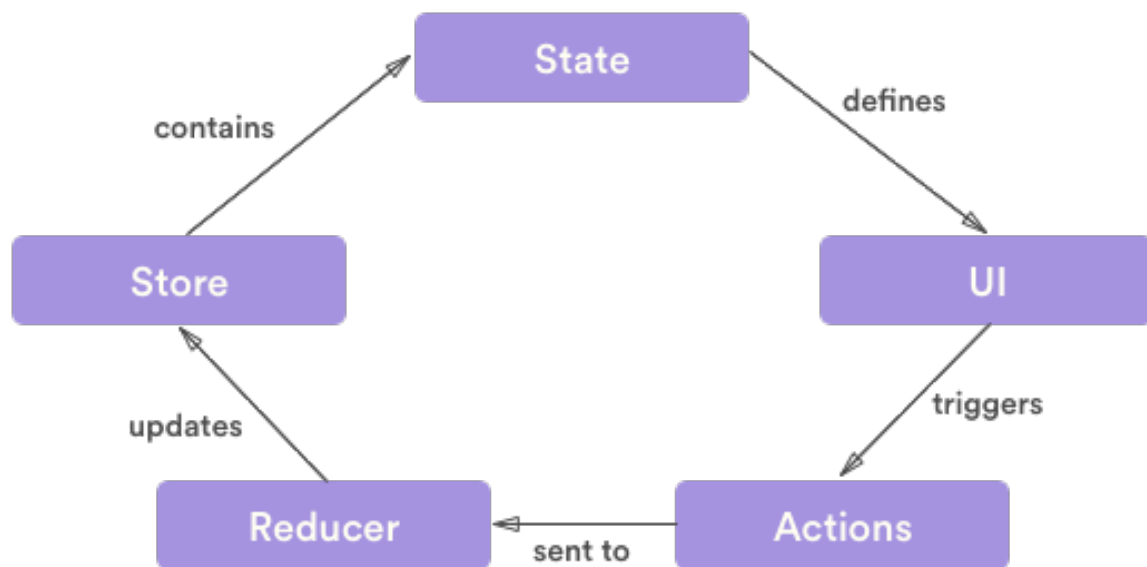 State
defines
contains
Store
UI
triggers
updates
Reducer
sent to
Actions